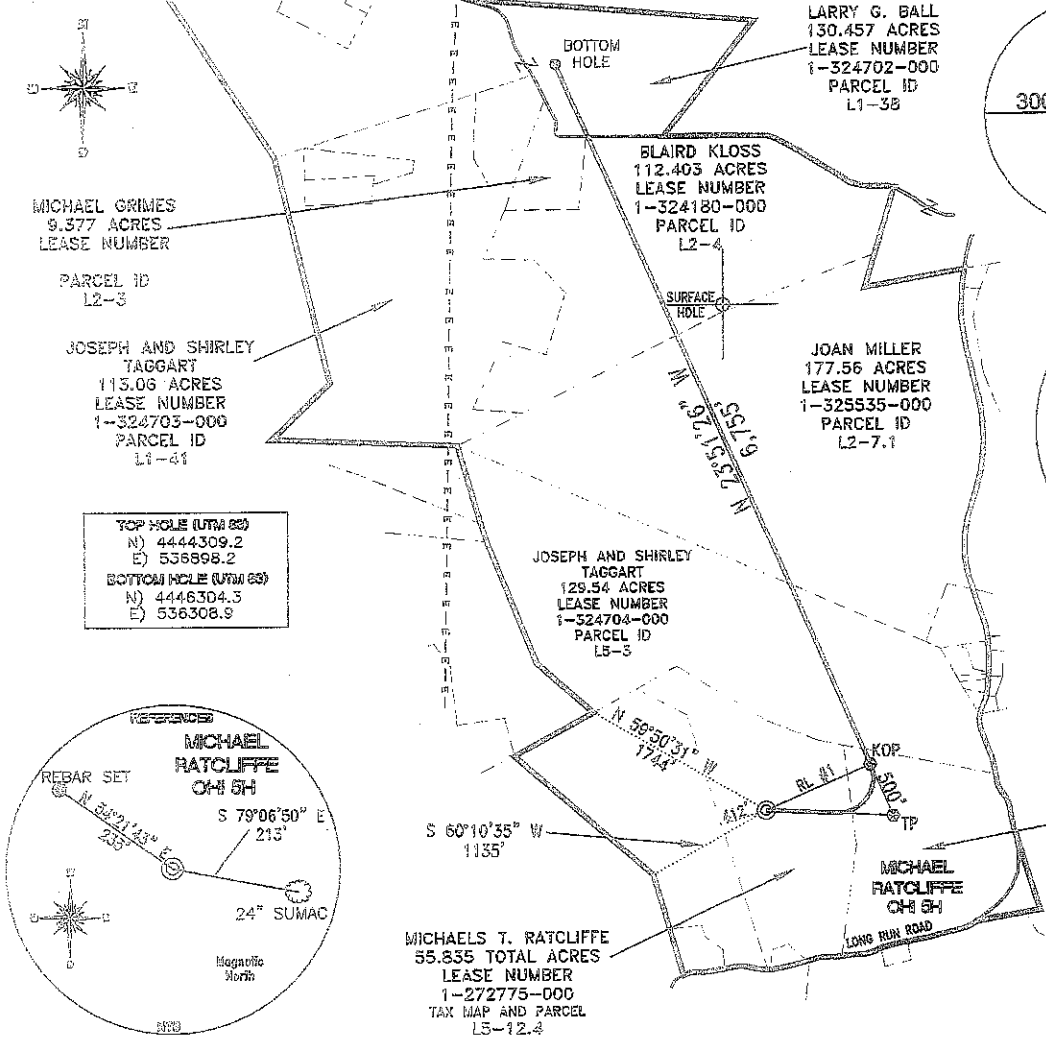 LARRY G. BALL
130.457 ACRES
LEASE NUMBER
1-324702-000
PARCEL ID
L1-38
BOTTOM
HOLE
300
BLAIRD KLOSS
112.403 ACRES
LEASE NUMBER
1-324180-000
PARCEL ID
L2-4
MICHAEL GRIMES
9.377 ACRES
LEASE NUMBER
PARCEL ID
L2-3
SURFACE
HOLE
JOSEPH AND SHIRLEY
TAGGART
113.06 ACRES
LEASE NUMBER
1-324703-000
PARCEL ID
L1-41
JOAN MILLER
177.56 ACRES
LEASE NUMBER
1-325535-000
PARCEL ID
L2-7.1
N 23°51'26" W
6,755'
TOP HOLE (UTM 83)
N) 4444309.2
E) 536898.2
BOTTOM HOLE (UTM 83)
N) 4446304.3
E) 536308.9
JOSEPH AND SHIRLEY
TAGGART
129.54 ACRES
LEASE NUMBER
1-324704-000
PARCEL ID
L5-3
N 59°50'31" W
1744'
KOP
RL #1
500'
412'
TP
REFERENCES
MICHAEL
RATCLIFFE
OHI 5H
REBAR SET
N 54°21'43" E
235'
S 79°06'50" E
213'
24" SUMAC
Magnetic
North
NTS
S 60°10'35" W
1135'
MICHAEL
RATCLIFFE
OHI 5H
LONG RUN ROAD
MICHAELS T. RATCLIFFE
55.835 TOTAL ACRES
LEASE NUMBER
1-272775-000
TAX MAP AND PARCEL
L5-12.4